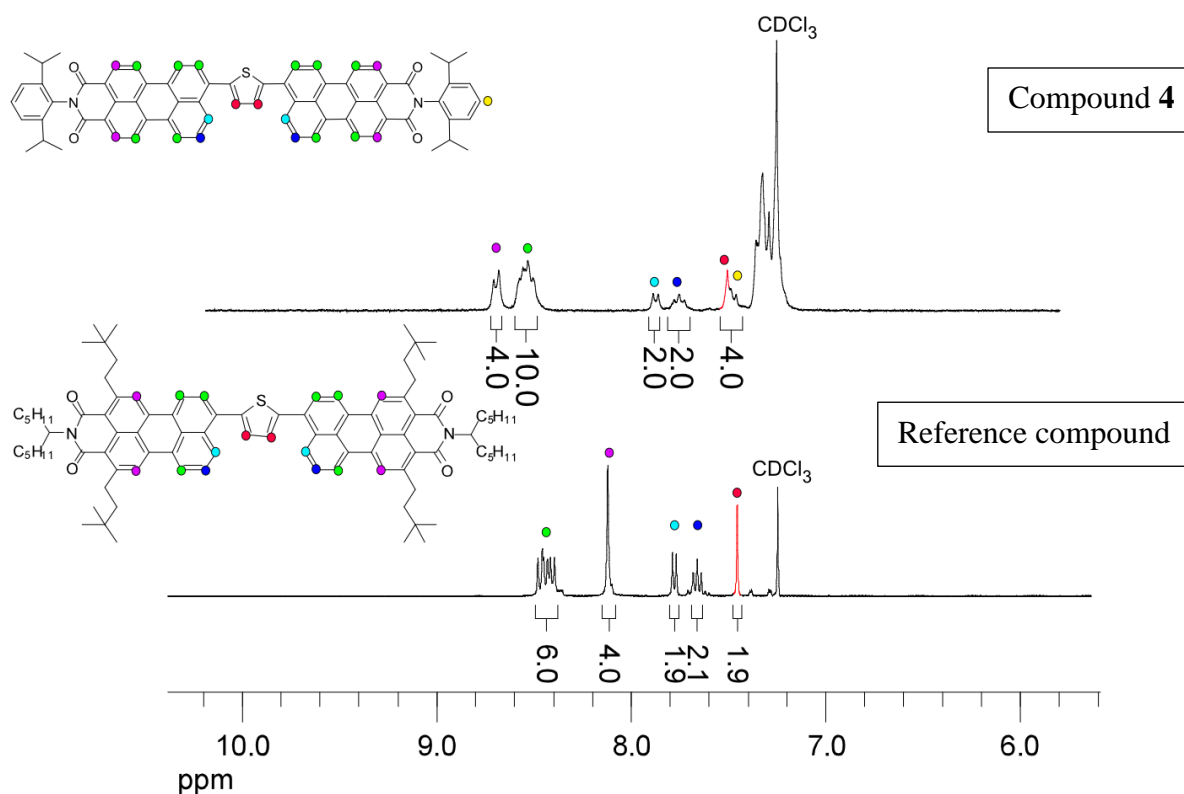 CDCl3
Compound 4
S
S
O
O
N
N
O
O
4.0
10.0
2.0
2.0
4.0
Reference compound
S
C5H11
O
O
C5H11
N
N
C5H11
O
O
C5H11
CDCl3
6.0
4.0
1.9
2.1
1.9
10.0 9.0 8.0 7.0 6.0
ppm